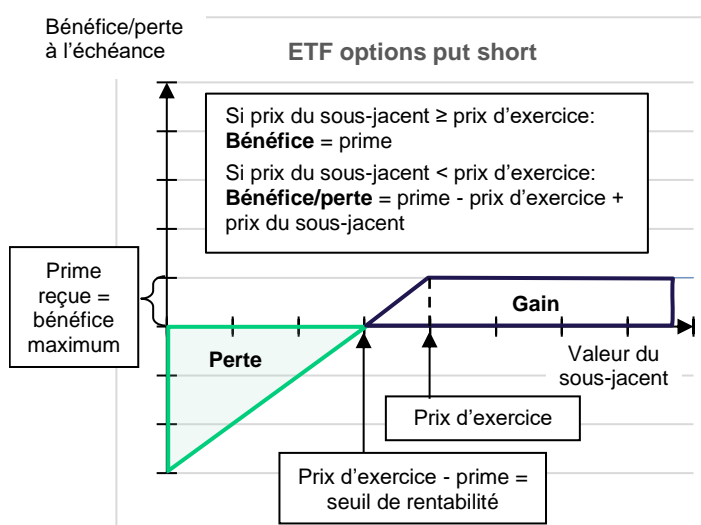 Bénéfice/perte
à l'échéance
ETF options put short
Si prix du sous-jacent ≥ prix d'exercice:
Bénéfice = prime
Si prix du sous-jacent < prix d'exercice:
Bénéfice/perte = prime - prix d'exercice +
prix du sous-jacent
Prime
reçue =
bénéfice
maximum
Gain
Perte
Valeur du
sous-jacent
Prix d'exercice
Prix d'exercice - prime =
seuil de rentabilité